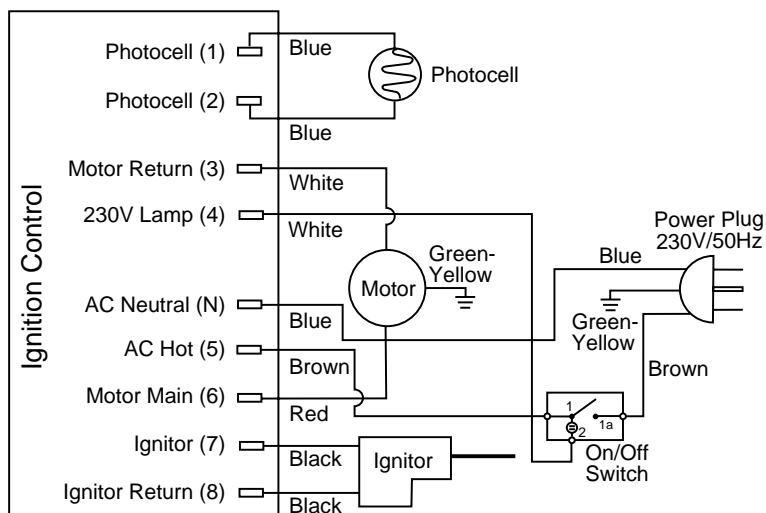 Ignition Control
Photocell (1)
Blue
Photocell
Photocell (2)
Blue
Motor Return (3)
White
230V Lamp (4)
White
Motor
Green-
Yellow
Power Plug
230V/50Hz
Blue
Green-
Yellow
AC Neutral (N)
Blue
AC Hot (5)
Brown
Brown
Motor Main (6)
Red
1
1a
2
On/Off
Switch
Ignitor (7)
Black
Ignitor
Ignitor Return (8)
Black